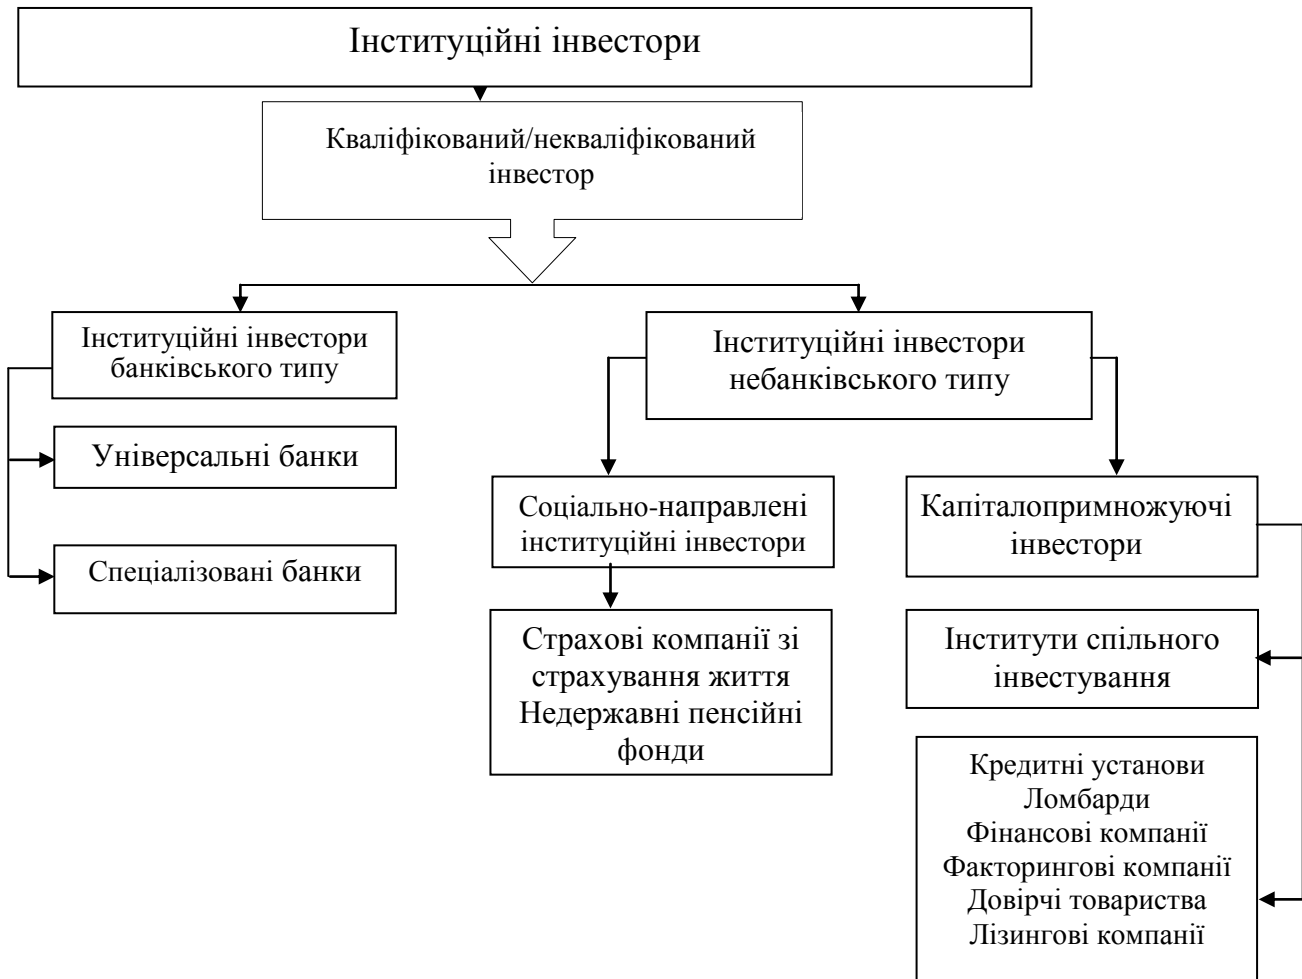 Інституційні інвестори
Кваліфікований/некваліфікований
інвестор
Інституційні інвестори
банківського типу
Універсальні банки
Спеціалізовані банки
Інституційні інвестори
небанківського типу
Соціально-направлені
інституційні інвестори
Страхові компанії зі
страхування життя
Недержавні пенсійні
фонди
Капіталопримножуючі
інвестори
Інститути спільного
інвестування
Кредитні установи
Ломбарди
Фінансові компанії
Факторингові компанії
Довірчі товариства
Лізингові компанії